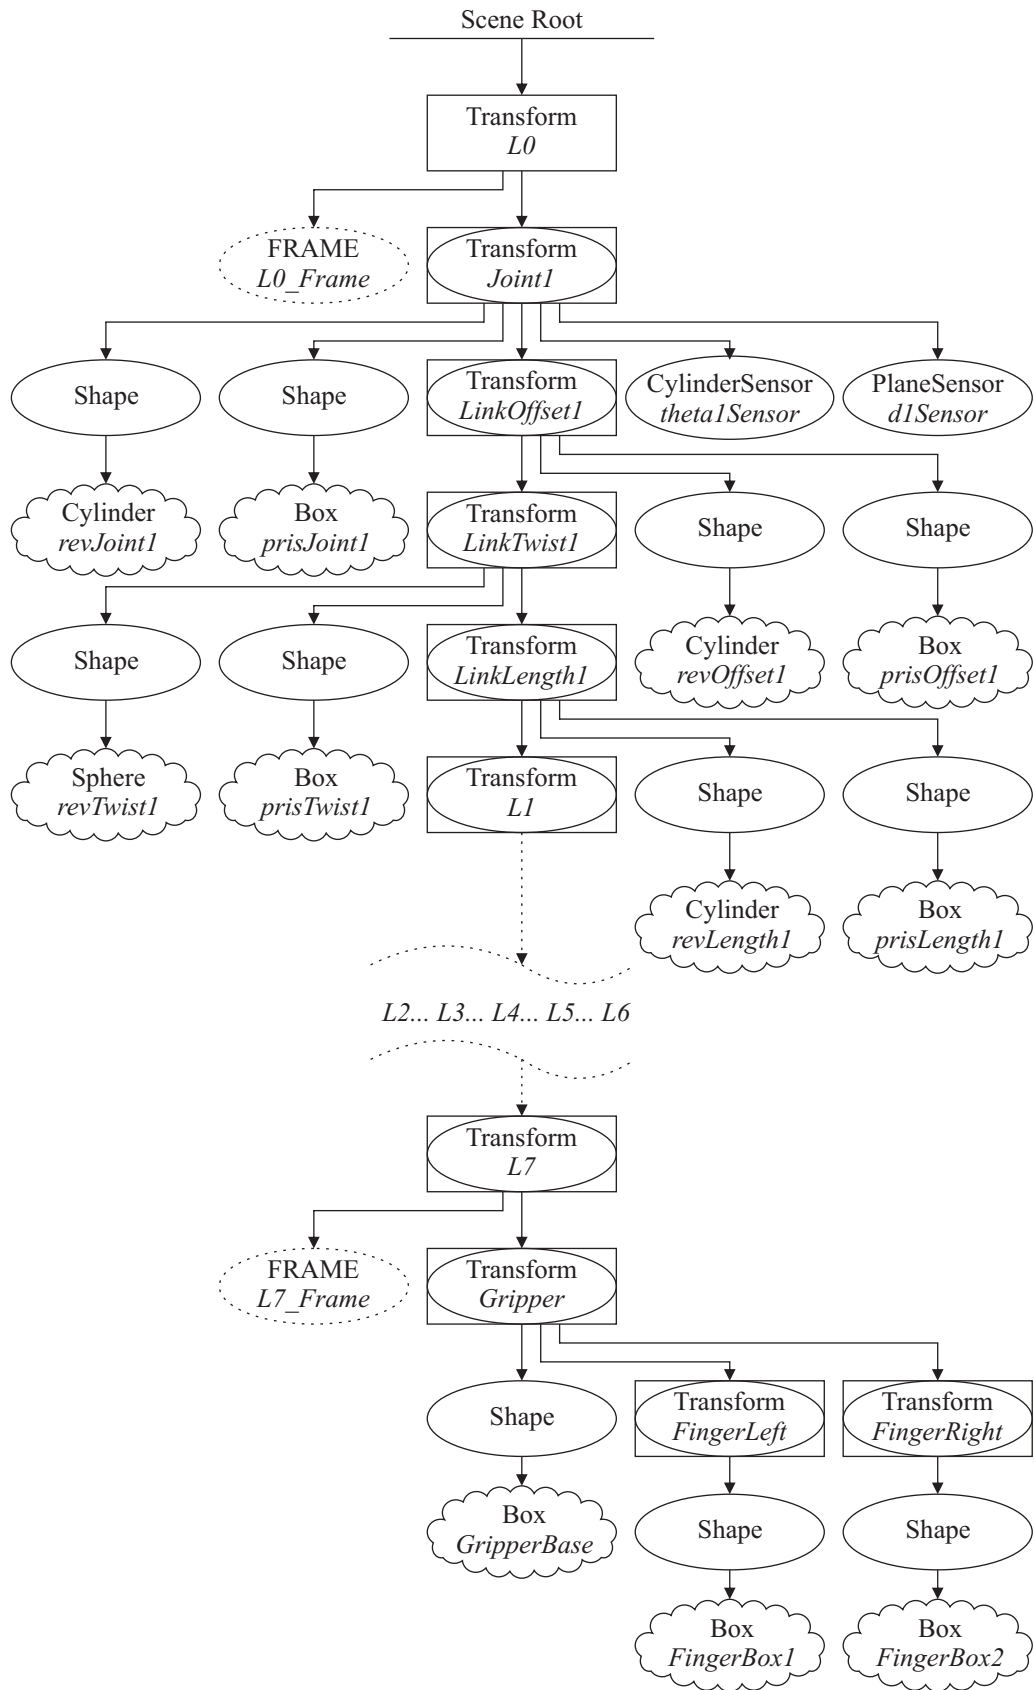 Scene Root
Transform
L0
FRAME
L0_Frame
Transform
Joint1
Shape
Shape
Transform
LinkOffset1
CylinderSensor
theta1Sensor
PlaneSensor
d1Sensor
Cylinder
revJoint1
Box
prisJoint1
Transform
LinkTwist1
Shape
Shape
Shape
Shape
Transform
LinkLength1
Cylinder
revOffset1
Box
prisOffset1
Sphere
revTwist1
Box
prisTwist1
Transform
L1
Shape
Shape
Cylinder
revLength1
Box
prisLength1
L2... L3... L4... L5... L6
Transform
L7
FRAME
L7_Frame
Transform
Gripper
Shape
Transform
FingerLeft
Transform
FingerRight
Box
GripperBase
Shape
Shape
Box
FingerBox1
Box
FingerBox2